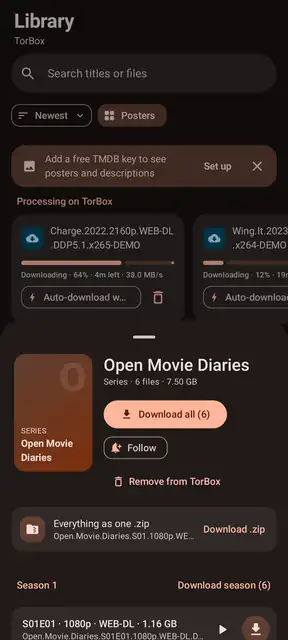 Library
TorBox
Search titles or files
Newest
Posters
Add a free TMDB key to see
posters and descriptions
Set up
Processing on TorBox
Charge.2022.2160p.WEB-DL
.DDP5.1.x265-DEMO
Downloading · 64% · 4m left · 38.0 MB/s
Auto-download w…
Wing.It.2023
.x264-DEMO
Downloading · 12% · 19m
Auto-download
O
SERIES
Open Movie
Diaries
Open Movie Diaries
Series · 6 files · 7.50 GB
Download all (6)
Follow
Remove from TorBox
Everything as one .zip
Open.Movie.Diaries.S01.1080p.WE…
Download .zip
Season 1
Download season (6)
S01E01 · 1080p · WEB-DL · 1.16 GB
Open.Movie.Diaries.S01E01.1080p.WEB-DL.D…